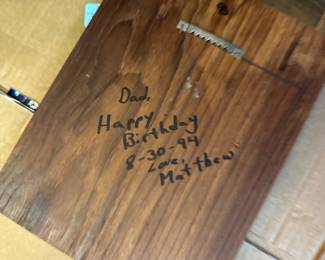 Dad,
Happy
Birthday
8-30-94
Love,
Matthew